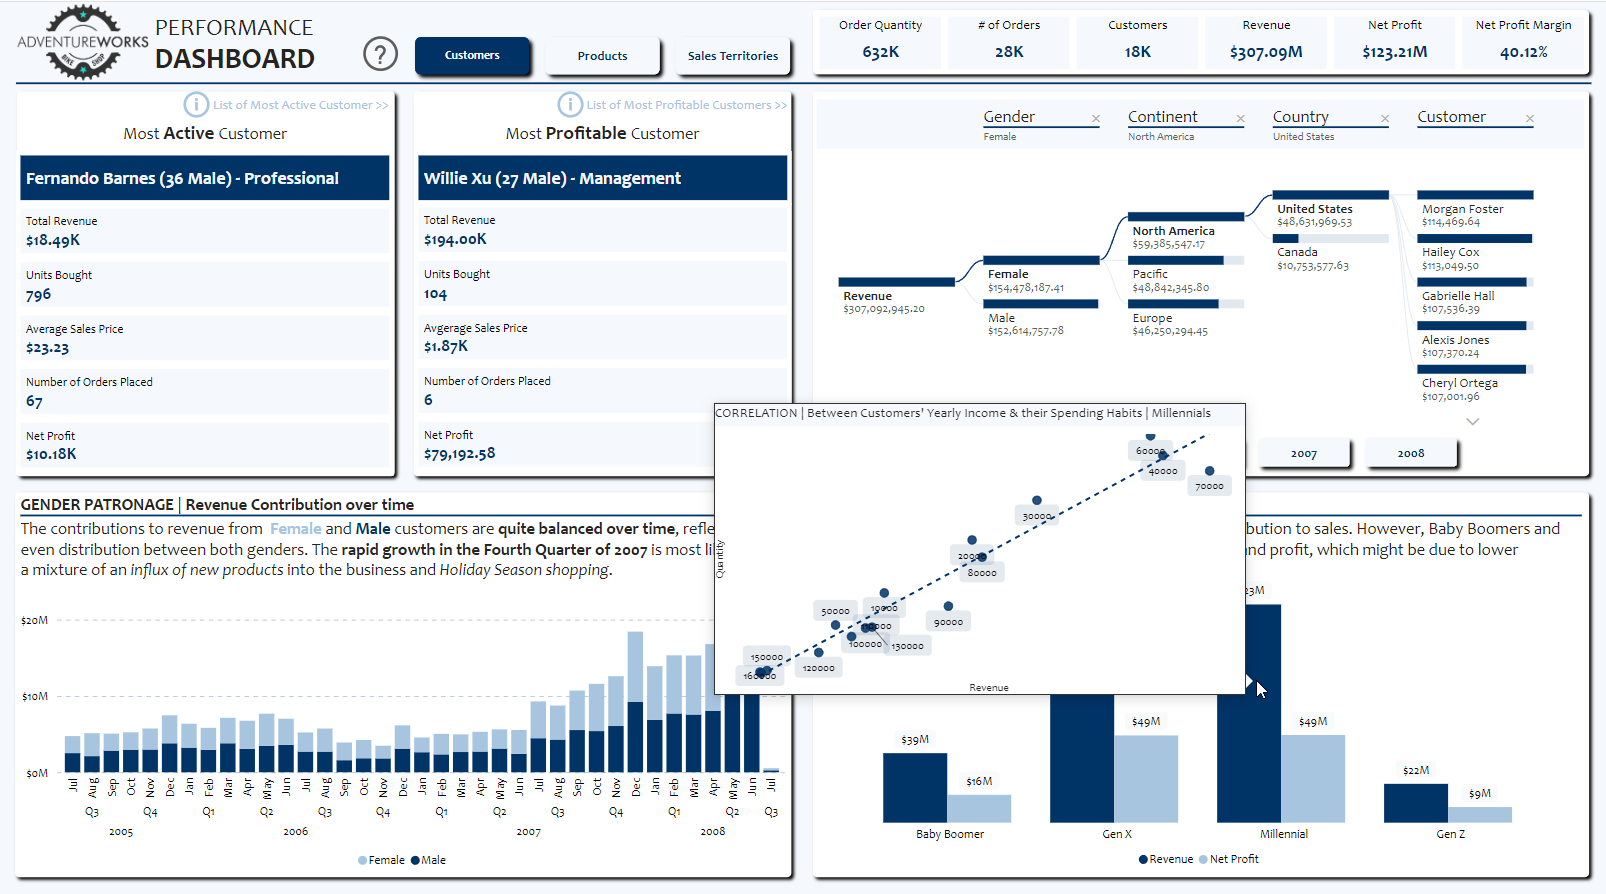 ADVENTUREWORKS
BIKE SHOP
PERFORMANCE
DASHBOARD
?
Customers
Products
Sales Territories
Order Quantity
632K
# of Orders
28K
Customers
18K
Revenue
$307.09M
Net Profit
$123.21M
Net Profit Margin
40.12%
i List of Most Active Customer >>
Most Active Customer
Fernando Barnes (36 Male) - Professional
Total Revenue
$18.49K
Units Bought
796
Average Sales Price
$23.23
Number of Orders Placed
67
Net Profit
$10.18K
i List of Most Profitable Customers >>
Most Profitable Customer
Willie Xu (27 Male) - Management
Total Revenue
$194.00K
Units Bought
104
Avgerage Sales Price
$1.87K
Number of Orders Placed
6
Net Profit
$79,192.58
Gender
Female
Continent
North America
Country
United States
Customer
Revenue
$307,092,945.20
Female
$154,478,187.41
Male
$152,614,757.78
North America
$59,385,547.17
Pacific
$48,842,345.80
Europe
$46,250,294.45
United States
$48,631,969.53
Canada
$10,753,577.63
Morgan Foster
$114,469.64
Hailey Cox
$113,049.50
Gabrielle Hall
$107,536.39
Alexis Jones
$107,370.24
Cheryl Ortega
$107,001.96
2007
2008
CORRELATION | Between Customers' Yearly Income & their Spending Habits | Millennials
Quantity
60000
40000
70000
30000
20000
80000
50000
10000
90000
100000
130000
150000
120000
160000
Revenue
GENDER PATRONAGE | Revenue Contribution over time
The contributions to revenue from Female and Male customers are quite balanced over time, refle
even distribution between both genders. The rapid growth in the Fourth Quarter of 2007 is most li
a mixture of an influx of new products into the business and Holiday Season shopping.
$20M
$10M
$0M
Jul Aug Sep Oct Nov Dec Jan Feb Mar Apr May Jun Jul Aug Sep Oct Nov Dec Jan Feb Mar Apr May Jun Jul Aug Sep Oct Nov Dec Jan Feb Mar Apr May Jun Jul
Q3 Q4 Q1 Q2 Q3 Q4 Q1 Q2 Q3 Q4 Q1 Q2 Q3
2005 2006 2007 2008
Female Male
bution to sales. However, Baby Boomers and
nd profit, which might be due to lower
$39M
$16M
$49M
23M
$49M
$22M
$9M
Baby Boomer
Gen X
Millennial
Gen Z
Revenue Net Profit